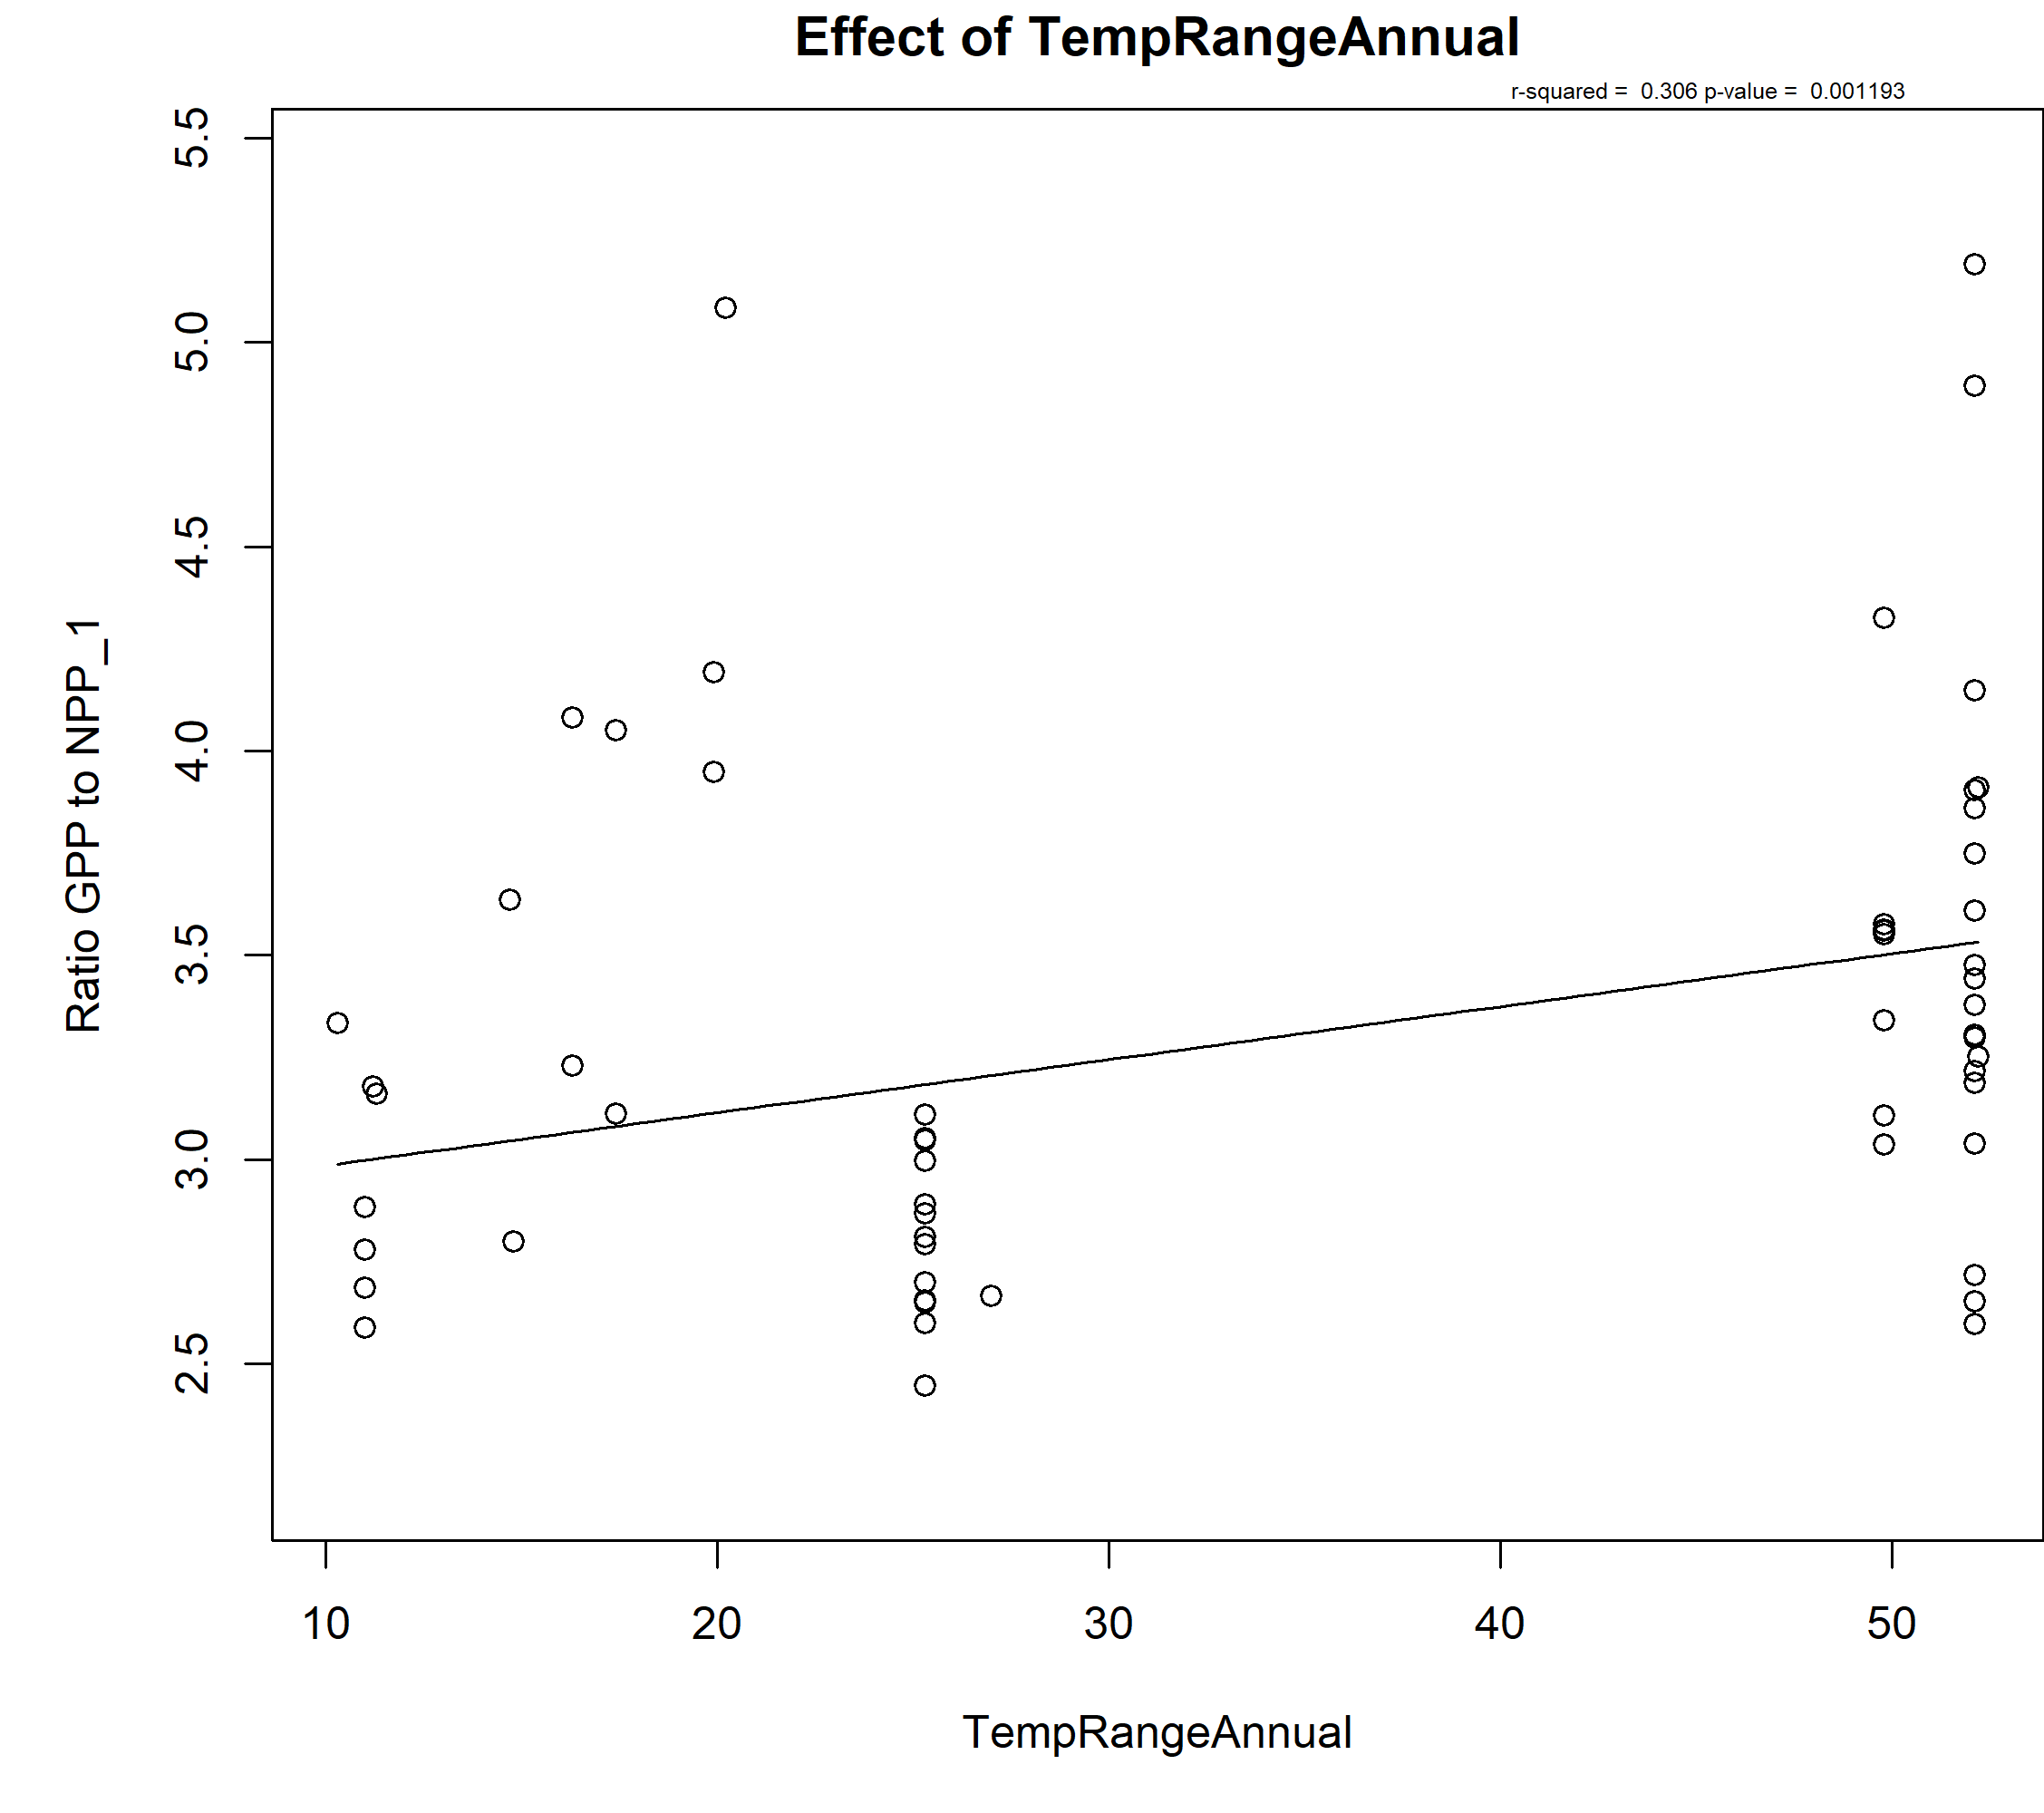 Effect of TempRangeAnnual
r-squared =  0.306 p-value =  0.001193
5.5
5.0
4.5
4.0
3.5
3.0
2.5
Ratio GPP to NPP_1
10 20 30 40 50
TempRangeAnnual